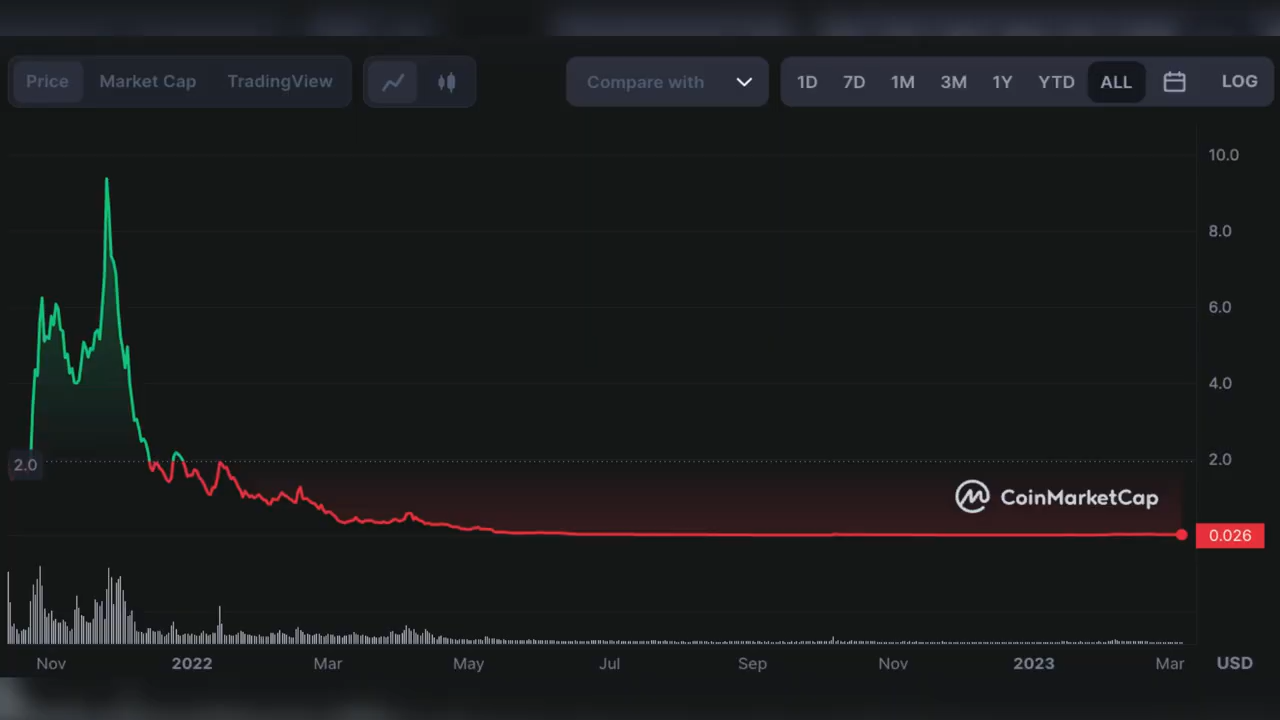 Price Market Cap TradingView Compare with 1D 7D 1M 3M 1Y YTD ALL LOG
10.0
8.0
6.0
4.0
2.0 2.0
CoinMarketCap
0.026
Nov 2022 Mar May Jul Sep Nov 2023 Mar USD